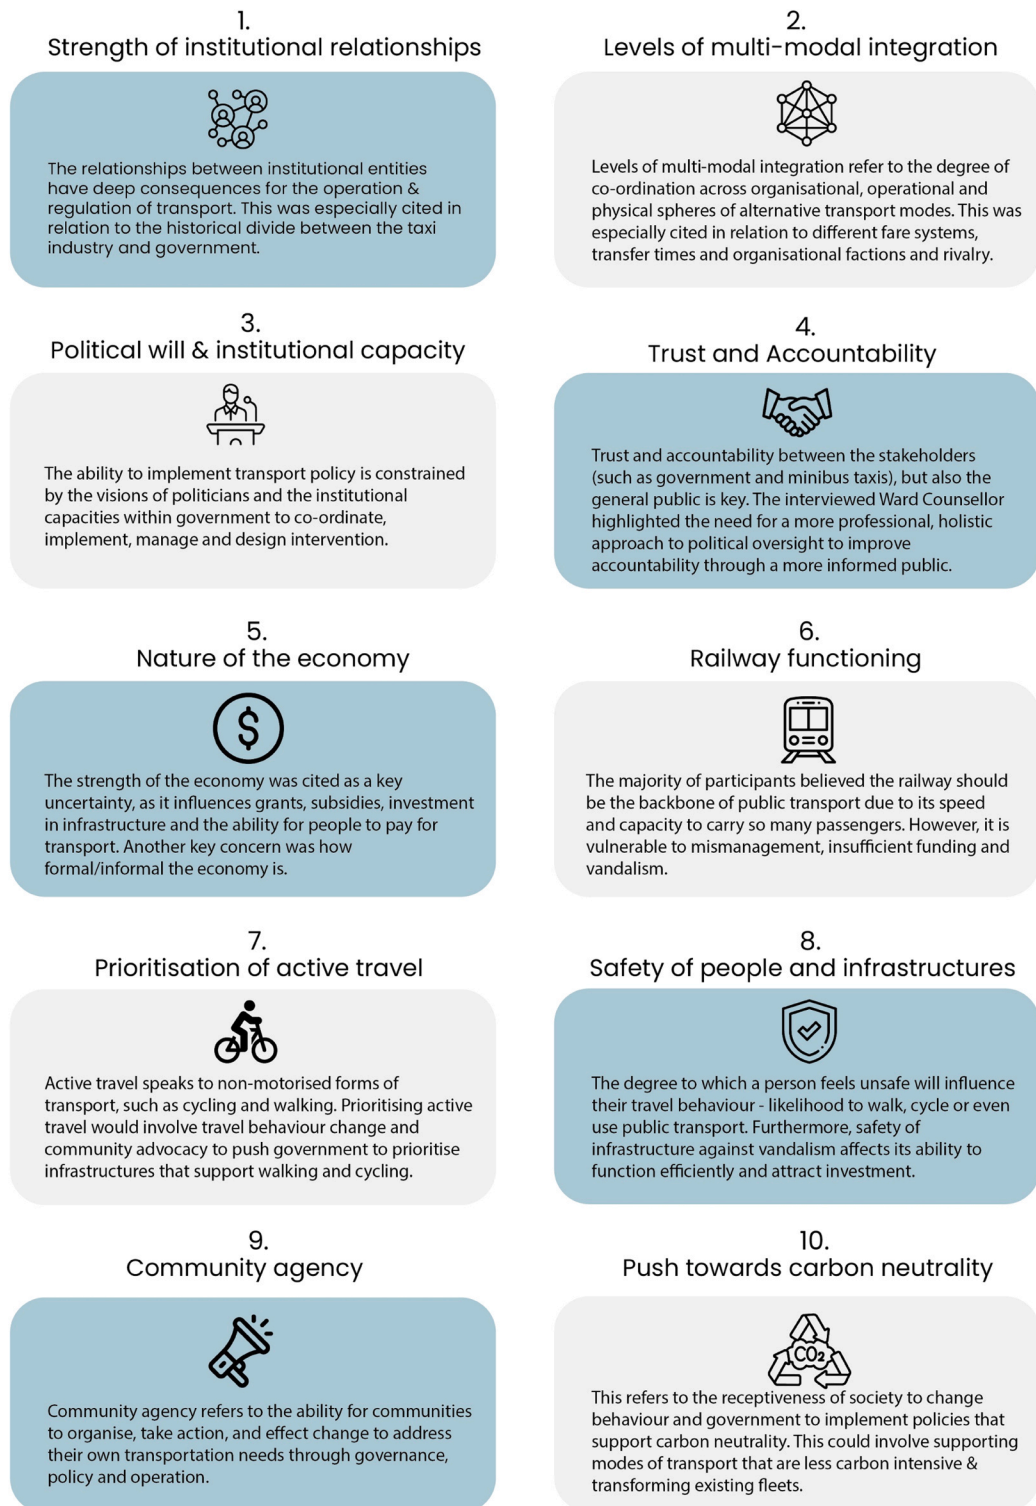 1.
Strength of institutional relationships
The relationships between institutional entities
have deep consequences for the operation &
regulation of transport. This was especially cited in
relation to the historical divide between the taxi
industry and government.
2.
Levels of multi-modal integration
Levels of multi-modal integration refer to the degree of
co-ordination across organisational, operational and
physical spheres of alternative transport modes. This was
especially cited in relation to different fare systems,
transfer times and organisational factions and rivalry.
3.
Political will & institutional capacity
The ability to implement transport policy is constrained
by the visions of politicians and the institutional
capacities within government to co-ordinate,
implement, manage and design intervention.
4.
Trust and Accountability
Trust and accountability between the stakeholders
(such as government and minibus taxis), but also the
general public is key. The interviewed Ward Counsellor
highlighted the need for a more professional, holistic
approach to political oversight to improve
accountability through a more informed public.
5.
Nature of the economy
$
The strength of the economy was cited as a key
uncertainty, as it influences grants, subsidies, investment
in infrastructure and the ability for people to pay for
transport. Another key concern was how
formal/informal the economy is.
6.
Railway functioning
The majority of participants believed the railway should
be the backbone of public transport due to its speed
and capacity to carry so many passengers. However, it is
vulnerable to mismanagement, insufficient funding and
vandalism.
7.
Prioritisation of active travel
Active travel speaks to non-motorised forms of
transport, such as cycling and walking. Prioritising active
travel would involve travel behaviour change and
community advocacy to push government to prioritise
infrastructures that support walking and cycling.
8.
Safety of people and infrastructures
The degree to which a person feels unsafe will influence
their travel behaviour - likelihood to walk, cycle or even
use public transport. Furthermore, safety of
infrastructure against vandalism affects its ability to
function efficiently and attract investment.
9.
Community agency
Community agency refers to the ability for communities
to organise, take action, and effect change to address
their own transportation needs through governance,
policy and operation.
10.
Push towards carbon neutrality
CO₂
This refers to the receptiveness of society to change
behaviour and government to implement policies that
support carbon neutrality. This could involve supporting
modes of transport that are less carbon intensive &
transforming existing fleets.